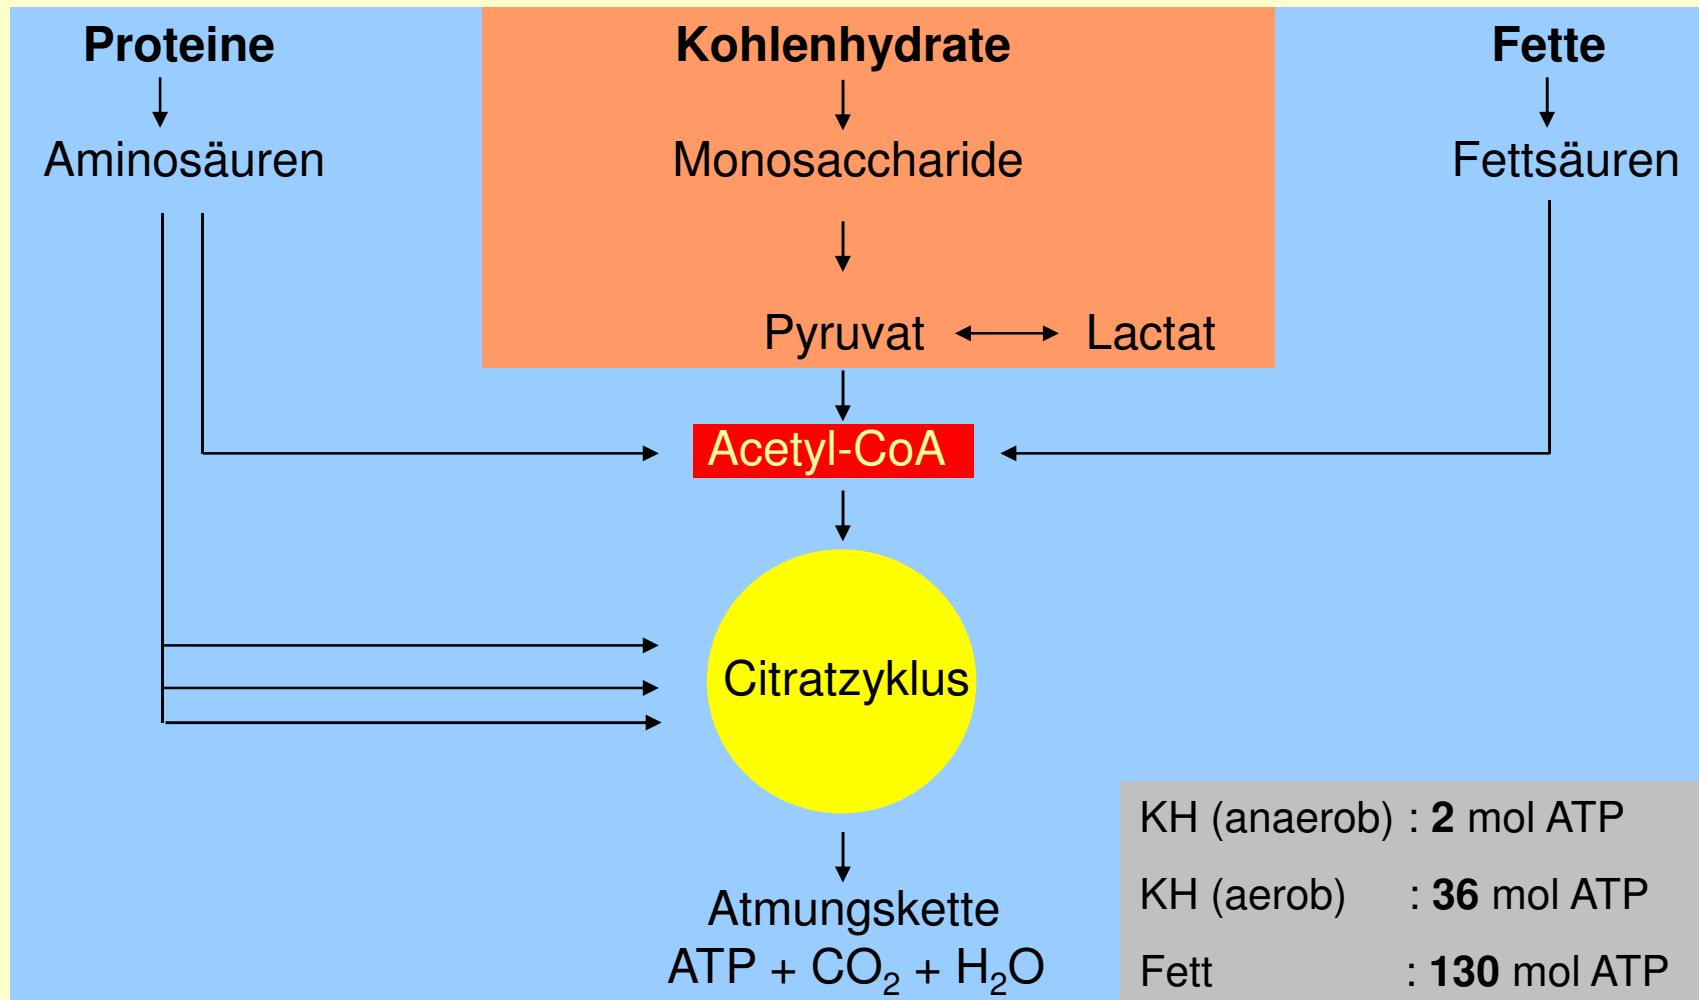 Proteine
Kohlenhydrate
Fette
Aminosäuren
Monosaccharide
Fettsäuren
Pyruvat
Lactat
Acetyl-CoA
Citratzyklus
Atmungskette
ATP + CO₂ + H₂O
KH (anaerob) : 2 mol ATP
KH (aerob) : 36 mol ATP
Fett : 130 mol ATP